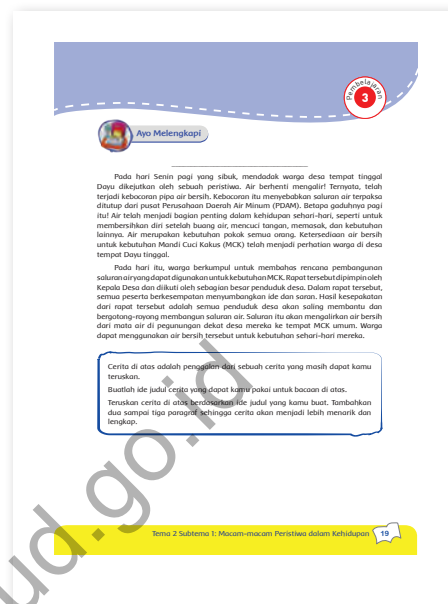 Pembelajaran
3
Ayo Melengkapi
Pada hari Senin pagi yang sibuk, mendadak warga desa tempat tinggal
Dayu dikejutkan oleh sebuah peristiwa. Air berhenti mengalir! Ternyata, telah
terjadi kebocoran pipa air bersih. Kebocoran itu menyebabkan saluran air terpaksa
ditutup dari pusat Perusahaan Daerah Air Minum (PDAM). Betapa gaduhnya pagi
itu! Air telah menjadi bagian penting dalam kehidupan sehari-hari, seperti untuk
membersihkan diri setelah buang air, mencuci tangan, memasak, dan kebutuhan
lainnya. Air merupakan kebutuhan pokok semua orang. Ketersediaan air bersih
untuk kebutuhan Mandi Cuci Kakus (MCK) telah menjadi perhatian warga di desa
tempat Dayu tinggal.
Pada hari itu, warga berkumpul untuk membahas rencana pembangunan
saluran air yang dapat digunakan untuk kebutuhan MCK. Rapat tersebut dipimpin oleh
Kepala Desa dan diikuti oleh sebagian besar penduduk desa. Dalam rapat tersebut,
semua peserta berkesempatan menyumbangkan ide dan saran. Hasil kesepakatan
dari rapat tersebut adalah semua penduduk desa akan saling membantu dan
bergotong-royong membangun saluran air. Saluran itu akan mengalirkan air bersih
dari mata air di pegunungan dekat desa mereka ke tempat MCK umum. Warga
dapat menggunakan air bersih tersebut untuk kebutuhan sehari-hari mereka.
Cerita di atas adalah penggalan dari sebuah cerita yang masih dapat kamu
teruskan.
Buatlah ide judul cerita yang dapat kamu pakai untuk bacaan di atas.
Teruskan cerita di atas berdasarkan ide judul yang kamu buat. Tambahkan
dua sampai tiga paragraf sehingga cerita akan menjadi lebih menarik dan
lengkap.
Tema 2 Subtema 1: Macam-macam Peristiwa dalam Kehidupan
19
ud.go.id